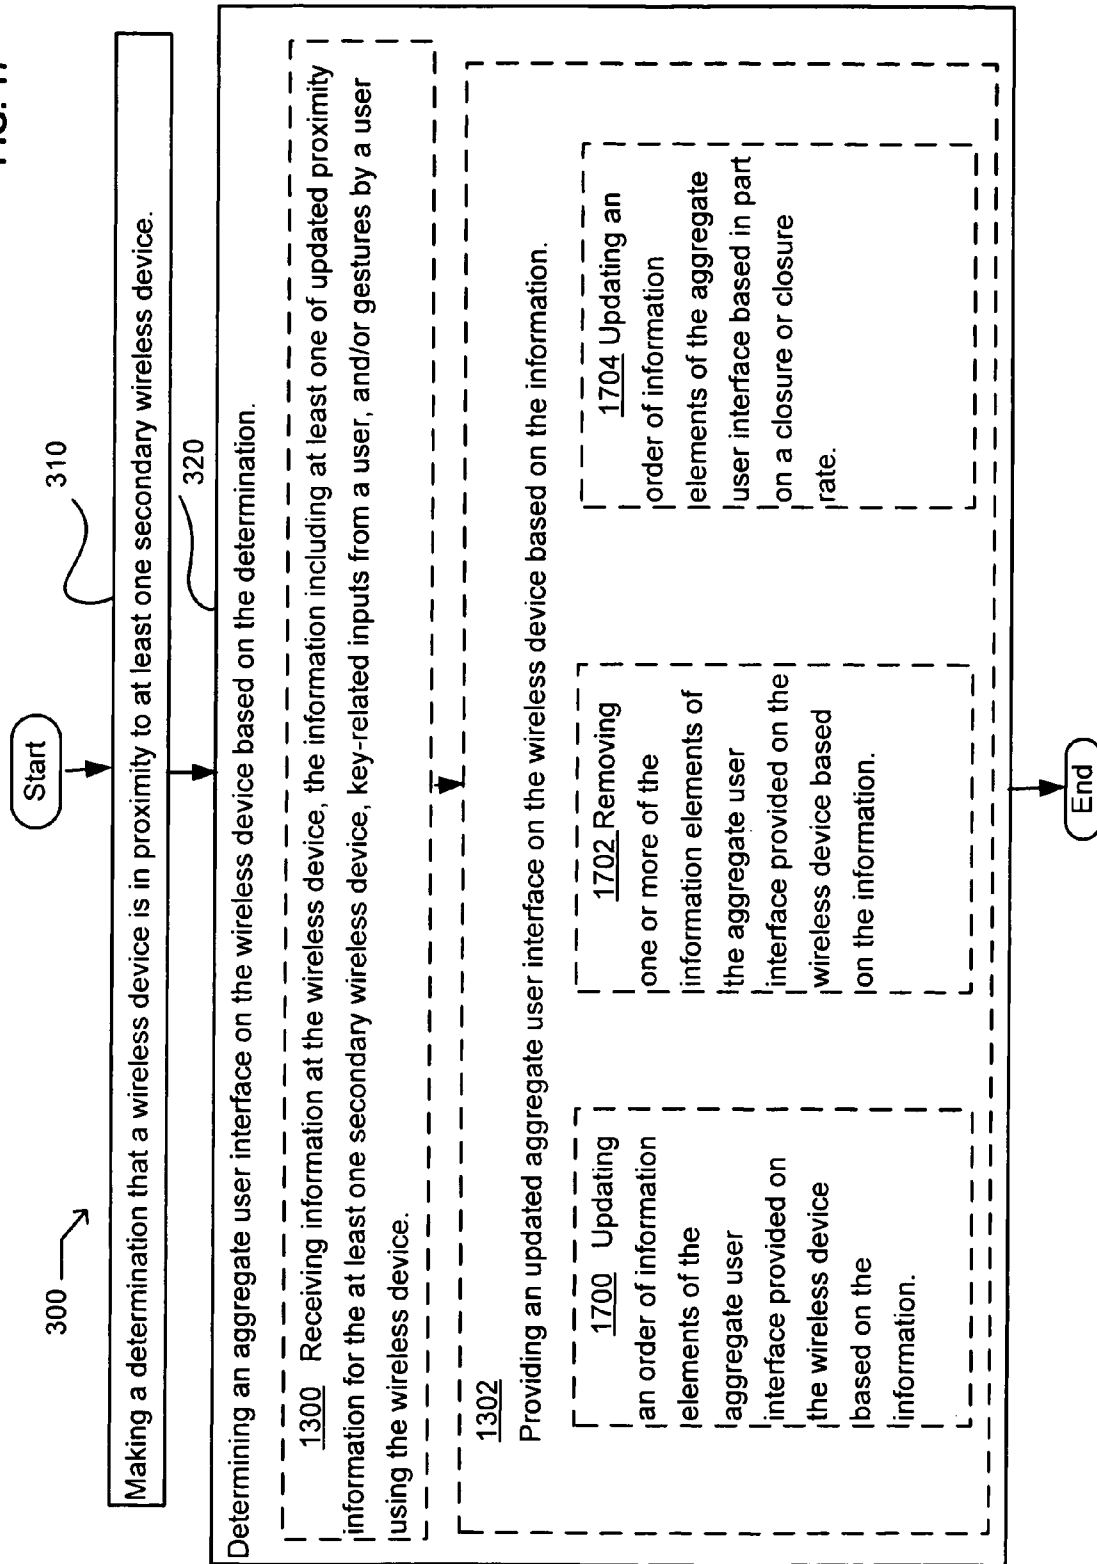 300
Start
310
Making a determination that a wireless device is in proximity to at least one secondary wireless device.
320
Determining an aggregate user interface on the wireless device based on the determination.
1300 Receiving information at the wireless device, the information including at least one of updated proximity
information for the at least one secondary wireless device, key-related inputs from a user, and/or gestures by a user
using the wireless device.
1302
Providing an updated aggregate user interface on the wireless device based on the information.
1700 Updating
an order of information
elements of the
aggregate user
interface provided on
the wireless device
based on the
information.
1702 Removing
one or more of the
information elements of
the aggregate user
interface provided on the
wireless device based
on the information.
1704 Updating an
order of information
elements of the aggregate
user interface based in part
on a closure or closure
rate.
End